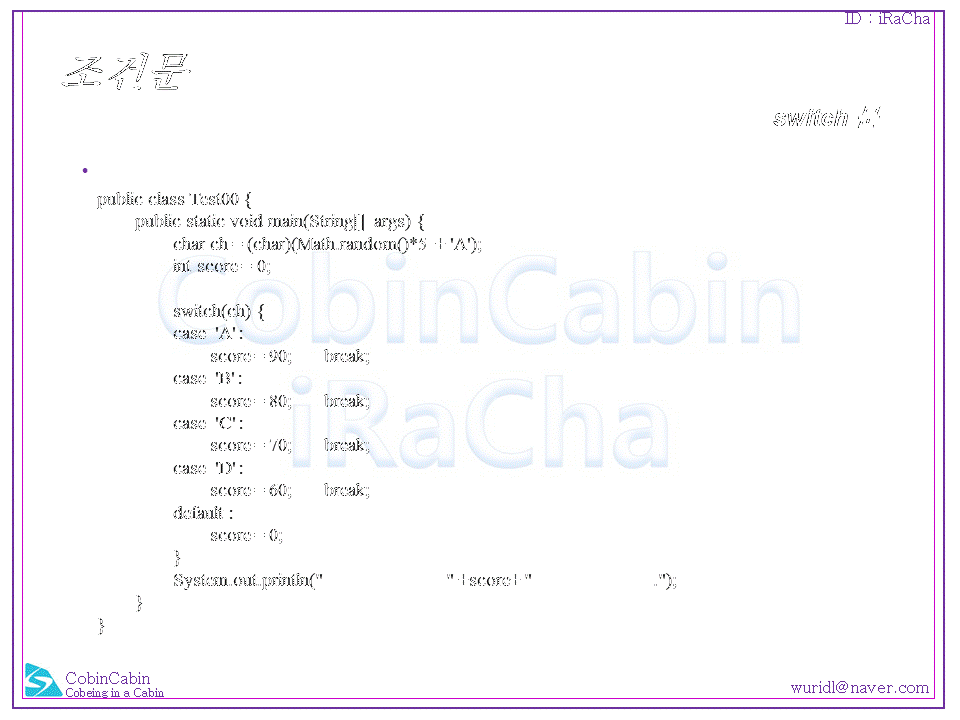 ID : iRaCha
조건문
switch 문
•
public class Test00 {
public static void main(String[] args) {
char ch=(char)(Math.random()*5 + 'A');
int score=0;
switch(ch) {
case 'A':
score=90; break;
case 'B':
score=80; break;
case 'C':
score=70; break;
case 'D':
score=60; break;
default :
score=0;
}
System.out.println(" "+score+" .");
}
}
CobinCabin
iRaCha
CobinCabin
Cobeing in a Cabin
wuridl@naver.com